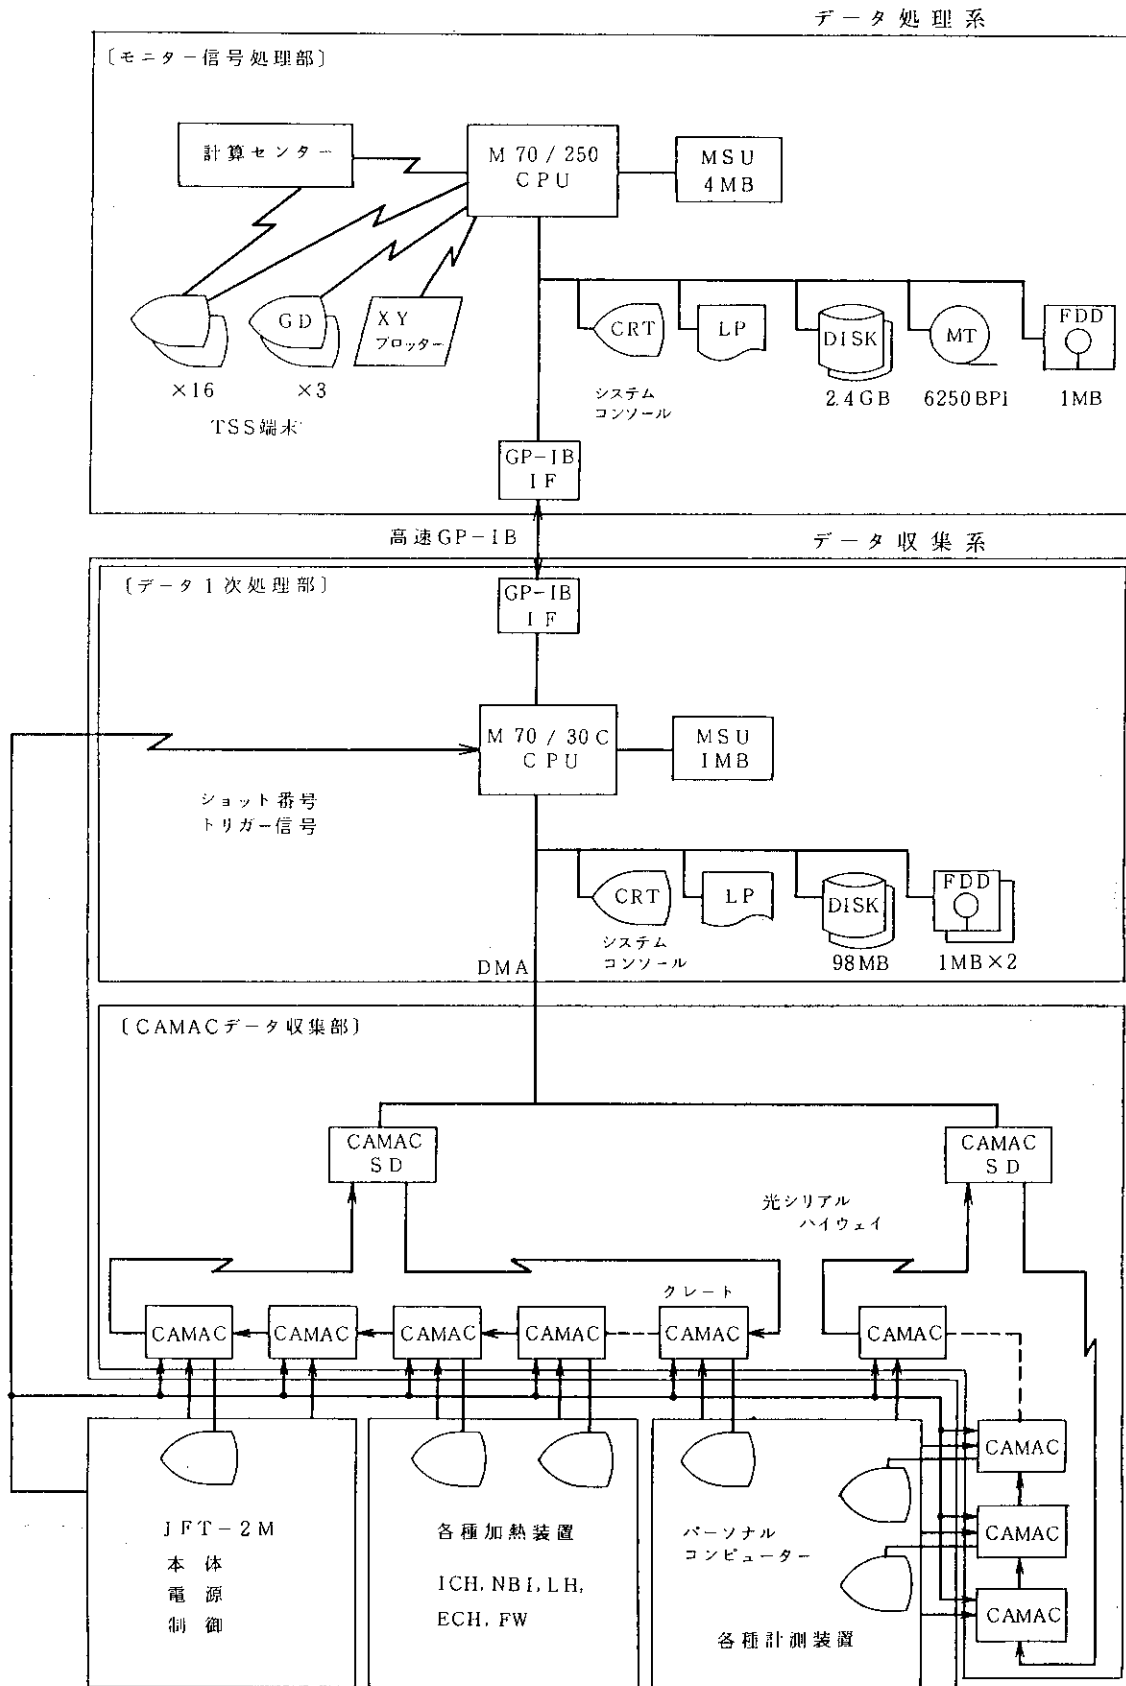 データ処理系
〔モニター信号処理部〕
計算センター
M70/250
CPU
MSU
4MB
GD
XY
プロッター
×16
×3
TSS端末
CRT
システム
コンソール
LP
DISK
2.4GB
MT
6250BPI
FDD
1MB
GP-IB
IF
高速GP-IB
データ収集系
〔データ1次処理部〕
GP-IB
IF
M70/30C
CPU
MSU
1MB
ショット番号
トリガー信号
CRT
システム
コンソール
LP
DISK
98MB
FDD
1MB×2
DMA
〔CAMACデータ収集部〕
CAMAC
SD
CAMAC
SD
光シリアル
ハイウェイ
クレート
CAMAC
CAMAC
CAMAC
CAMAC
CAMAC
CAMAC
CAMAC
CAMAC
CAMAC
JFT-2M
本体
電源
制御
各種加熱装置
ICH, NBI, LH,
ECH, FW
パーソナル
コンピューター
各種計測装置